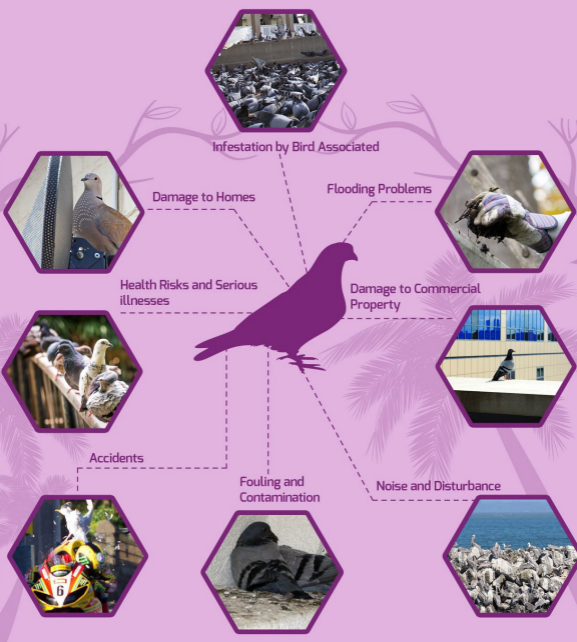 Infestation by Bird Associated
Damage to Homes
Flooding Problems
Health Risks and Serious
illnesses
Damage to Commercial
Property
Accidents
Fouling and
Contamination
Noise and Disturbance
6